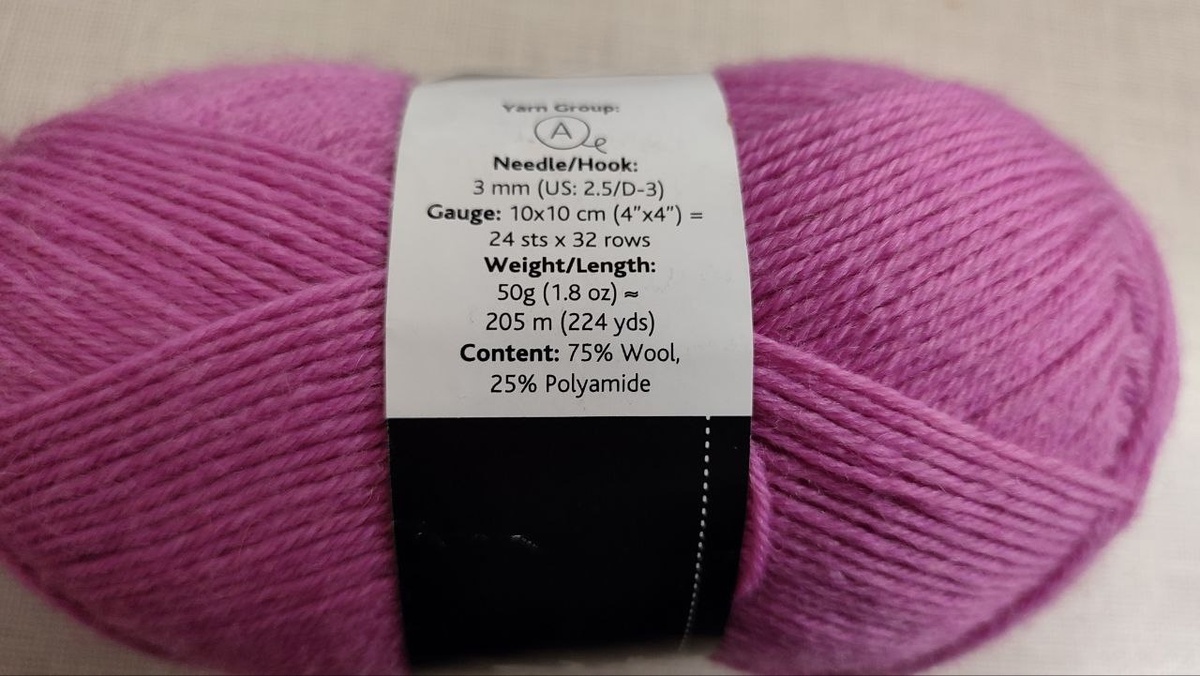 Yarn Group:
A
Needle/Hook:
3 mm (US: 2.5/D-3)
Gauge: 10x10 cm (4”x4”) =
24 sts x 32 rows
Weight/Length:
50g (1.8 oz) ≈
205 m (224 yds)
Content: 75% Wool,
25% Polyamide